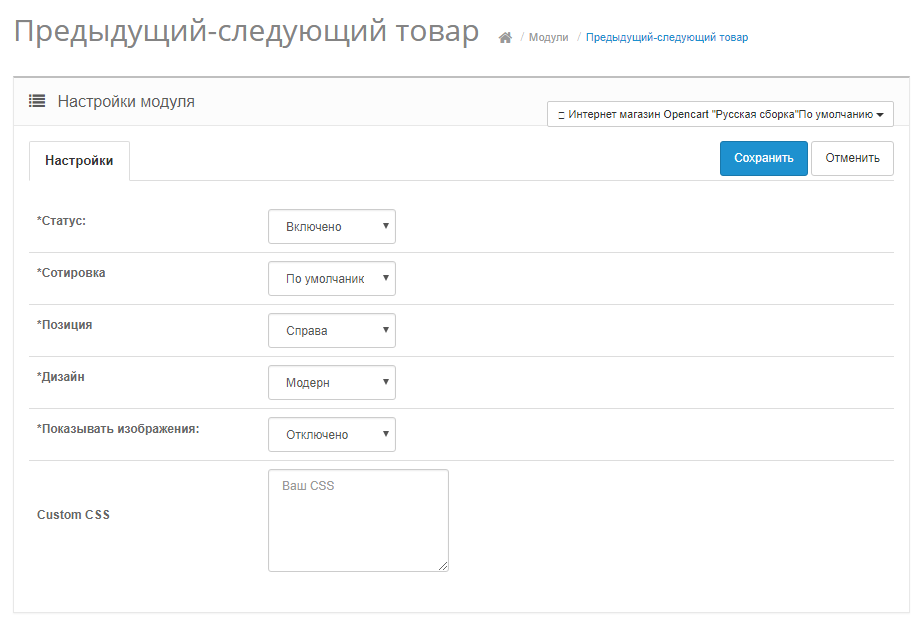 Предыдущий-следующий товар / Модули / Предыдущий-следующий товар
Настройки модуля
Интернет магазин Opencart "Русская сборка"По умолчанию
Настройки
Сохранить Отменить
*Статус: Включено
*Сотировка По умолчаник
*Позиция Справа
*Дизайн Модерн
*Показывать изображения: Отключено
Ваш CSS
Custom CSS